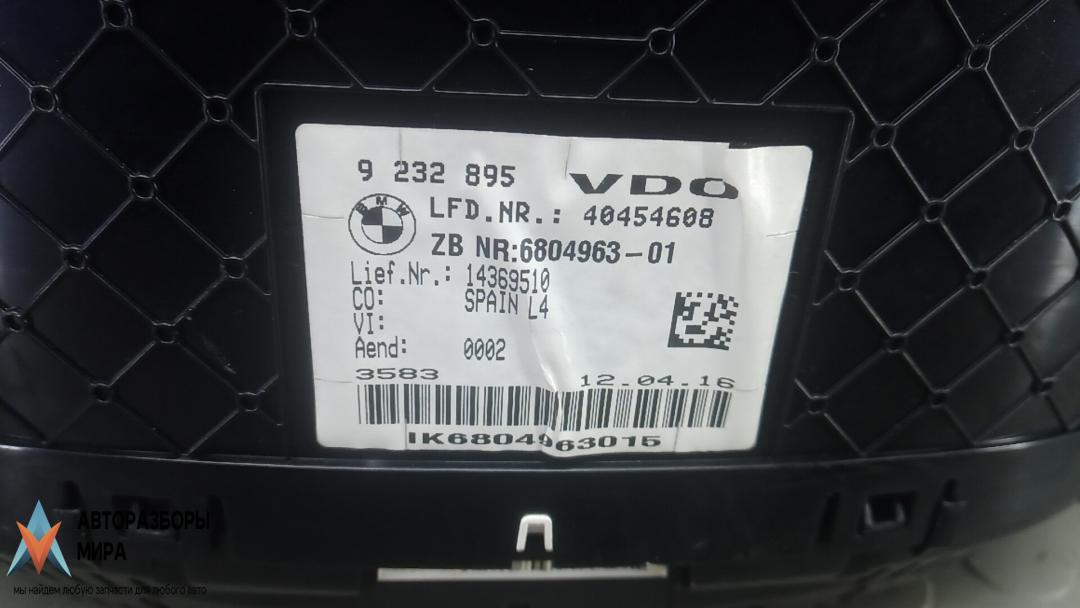 9 232 895
VDO
BMW
LFD.NR.: 40454608
ZB NR:6804963-01
Lief.Nr.: 14369510
CO: SPAIN L4
VI:
Aend: 0002
3583 12.04.16
IK6804963015
АВТОРАЗБОРЫ
МИРА
мы найдем любую запчасти для любого авто